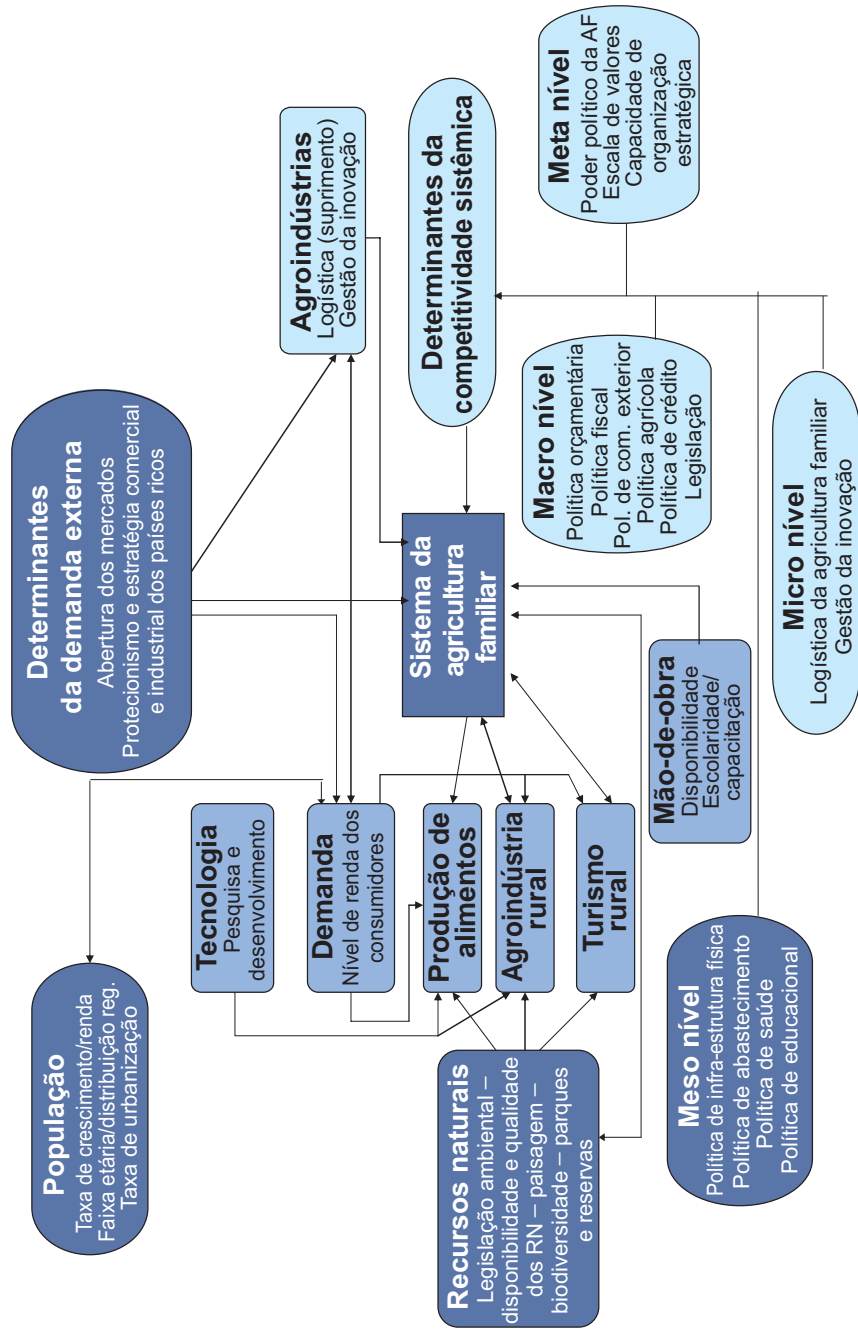 População
Taxa de crescimento/renda
Faixa etária/distribuição reg.
Taxa de urbanização
Determinantes
da demanda externa
Abertura dos mercados
Protecionismo e estratégia comercial
e industrial dos países ricos
Tecnologia
Pesquisa e
desenvolvimento
Demanda
Nível de renda dos
consumidores
Agroindústrias
Logística (suprimento)
Gestão da inovação
Recursos naturais
Legislação ambiental –
disponibilidade e qualidade
dos RN – paisagem –
biodiversidade – parques
e reservas
Produção de
alimentos
Agroindústria
rural
Turismo
rural
Sistema da
agricultura
familiar
Determinantes da
competitividade sistêmica
Mão-de-obra
Disponibilidade
Escolaridade/
capacitação
Macro nível
Política orçamentária
Política fiscal
Pol. de com. exterior
Política agrícola
Política de crédito
Legislação
Meta nível
Poder político da AF
Escala de valores
Capacidade de
organização
estratégica
Meso nível
Política de infra-estrutura física
Política de abastecimento
Política de saúde
Política de educacional
Micro nível
Logística da agricultura familiar
Gestão da inovação